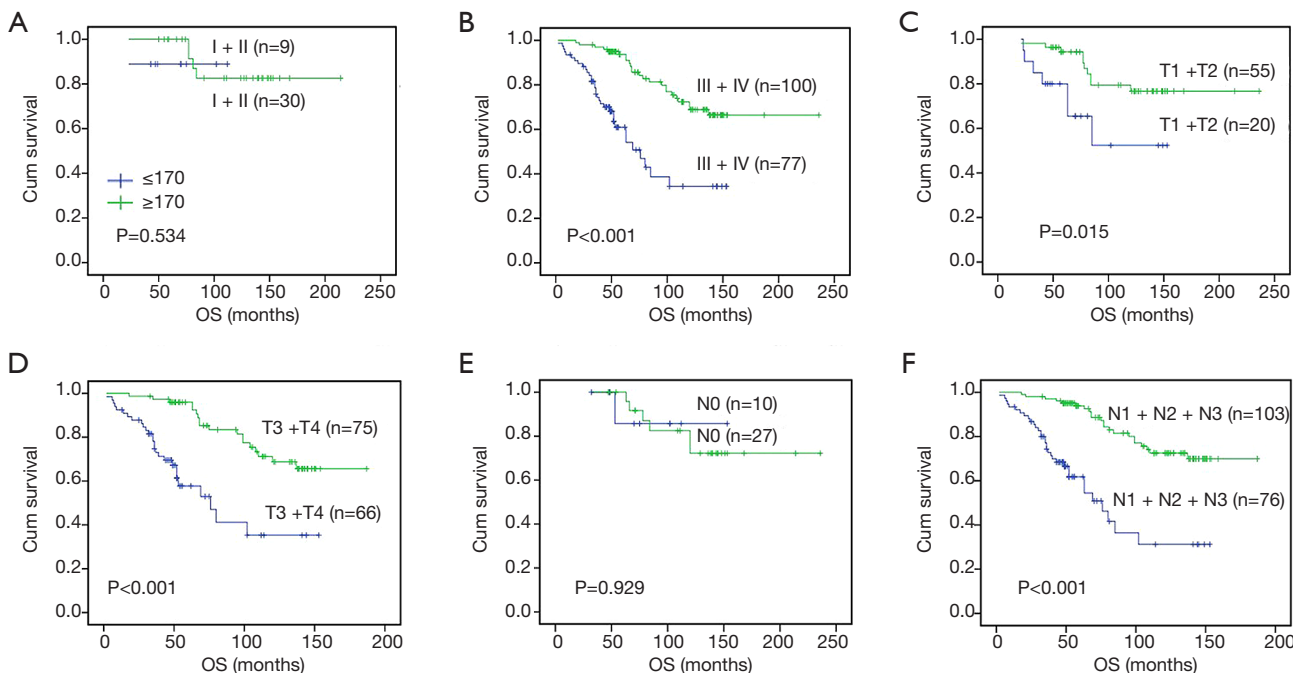 A
1.0
0.8
0.6
0.4
0.2
0.0
Cum survival
I + II (n=9)
I + II (n=30)
≤170
≥170
P=0.534
0 50 100 150 200 250
OS (months)
B
1.0
0.8
0.6
0.4
0.2
0.0
Cum survival
III + IV (n=100)
III + IV (n=77)
P<0.001
0 50 100 150 200 250
OS (months)
C
1.0
0.8
0.6
0.4
0.2
0.0
Cum survival
T1 +T2 (n=55)
T1 +T2 (n=20)
P=0.015
0 50 100 150 200 250
OS (months)
D
1.0
0.8
0.6
0.4
0.2
0.0
Cum survival
T3 +T4 (n=75)
T3 +T4 (n=66)
P<0.001
0 50 100 150 200
OS (months)
E
1.0
0.8
0.6
0.4
0.2
0.0
Cum survival
N0 (n=10)
N0 (n=27)
P=0.929
0 50 100 150 200 250
OS (months)
F
1.0
0.8
0.6
0.4
0.2
0.0
Cum survival
N1 + N2 + N3 (n=103)
N1 + N2 + N3 (n=76)
P<0.001
0 50 100 150 200
OS (months)